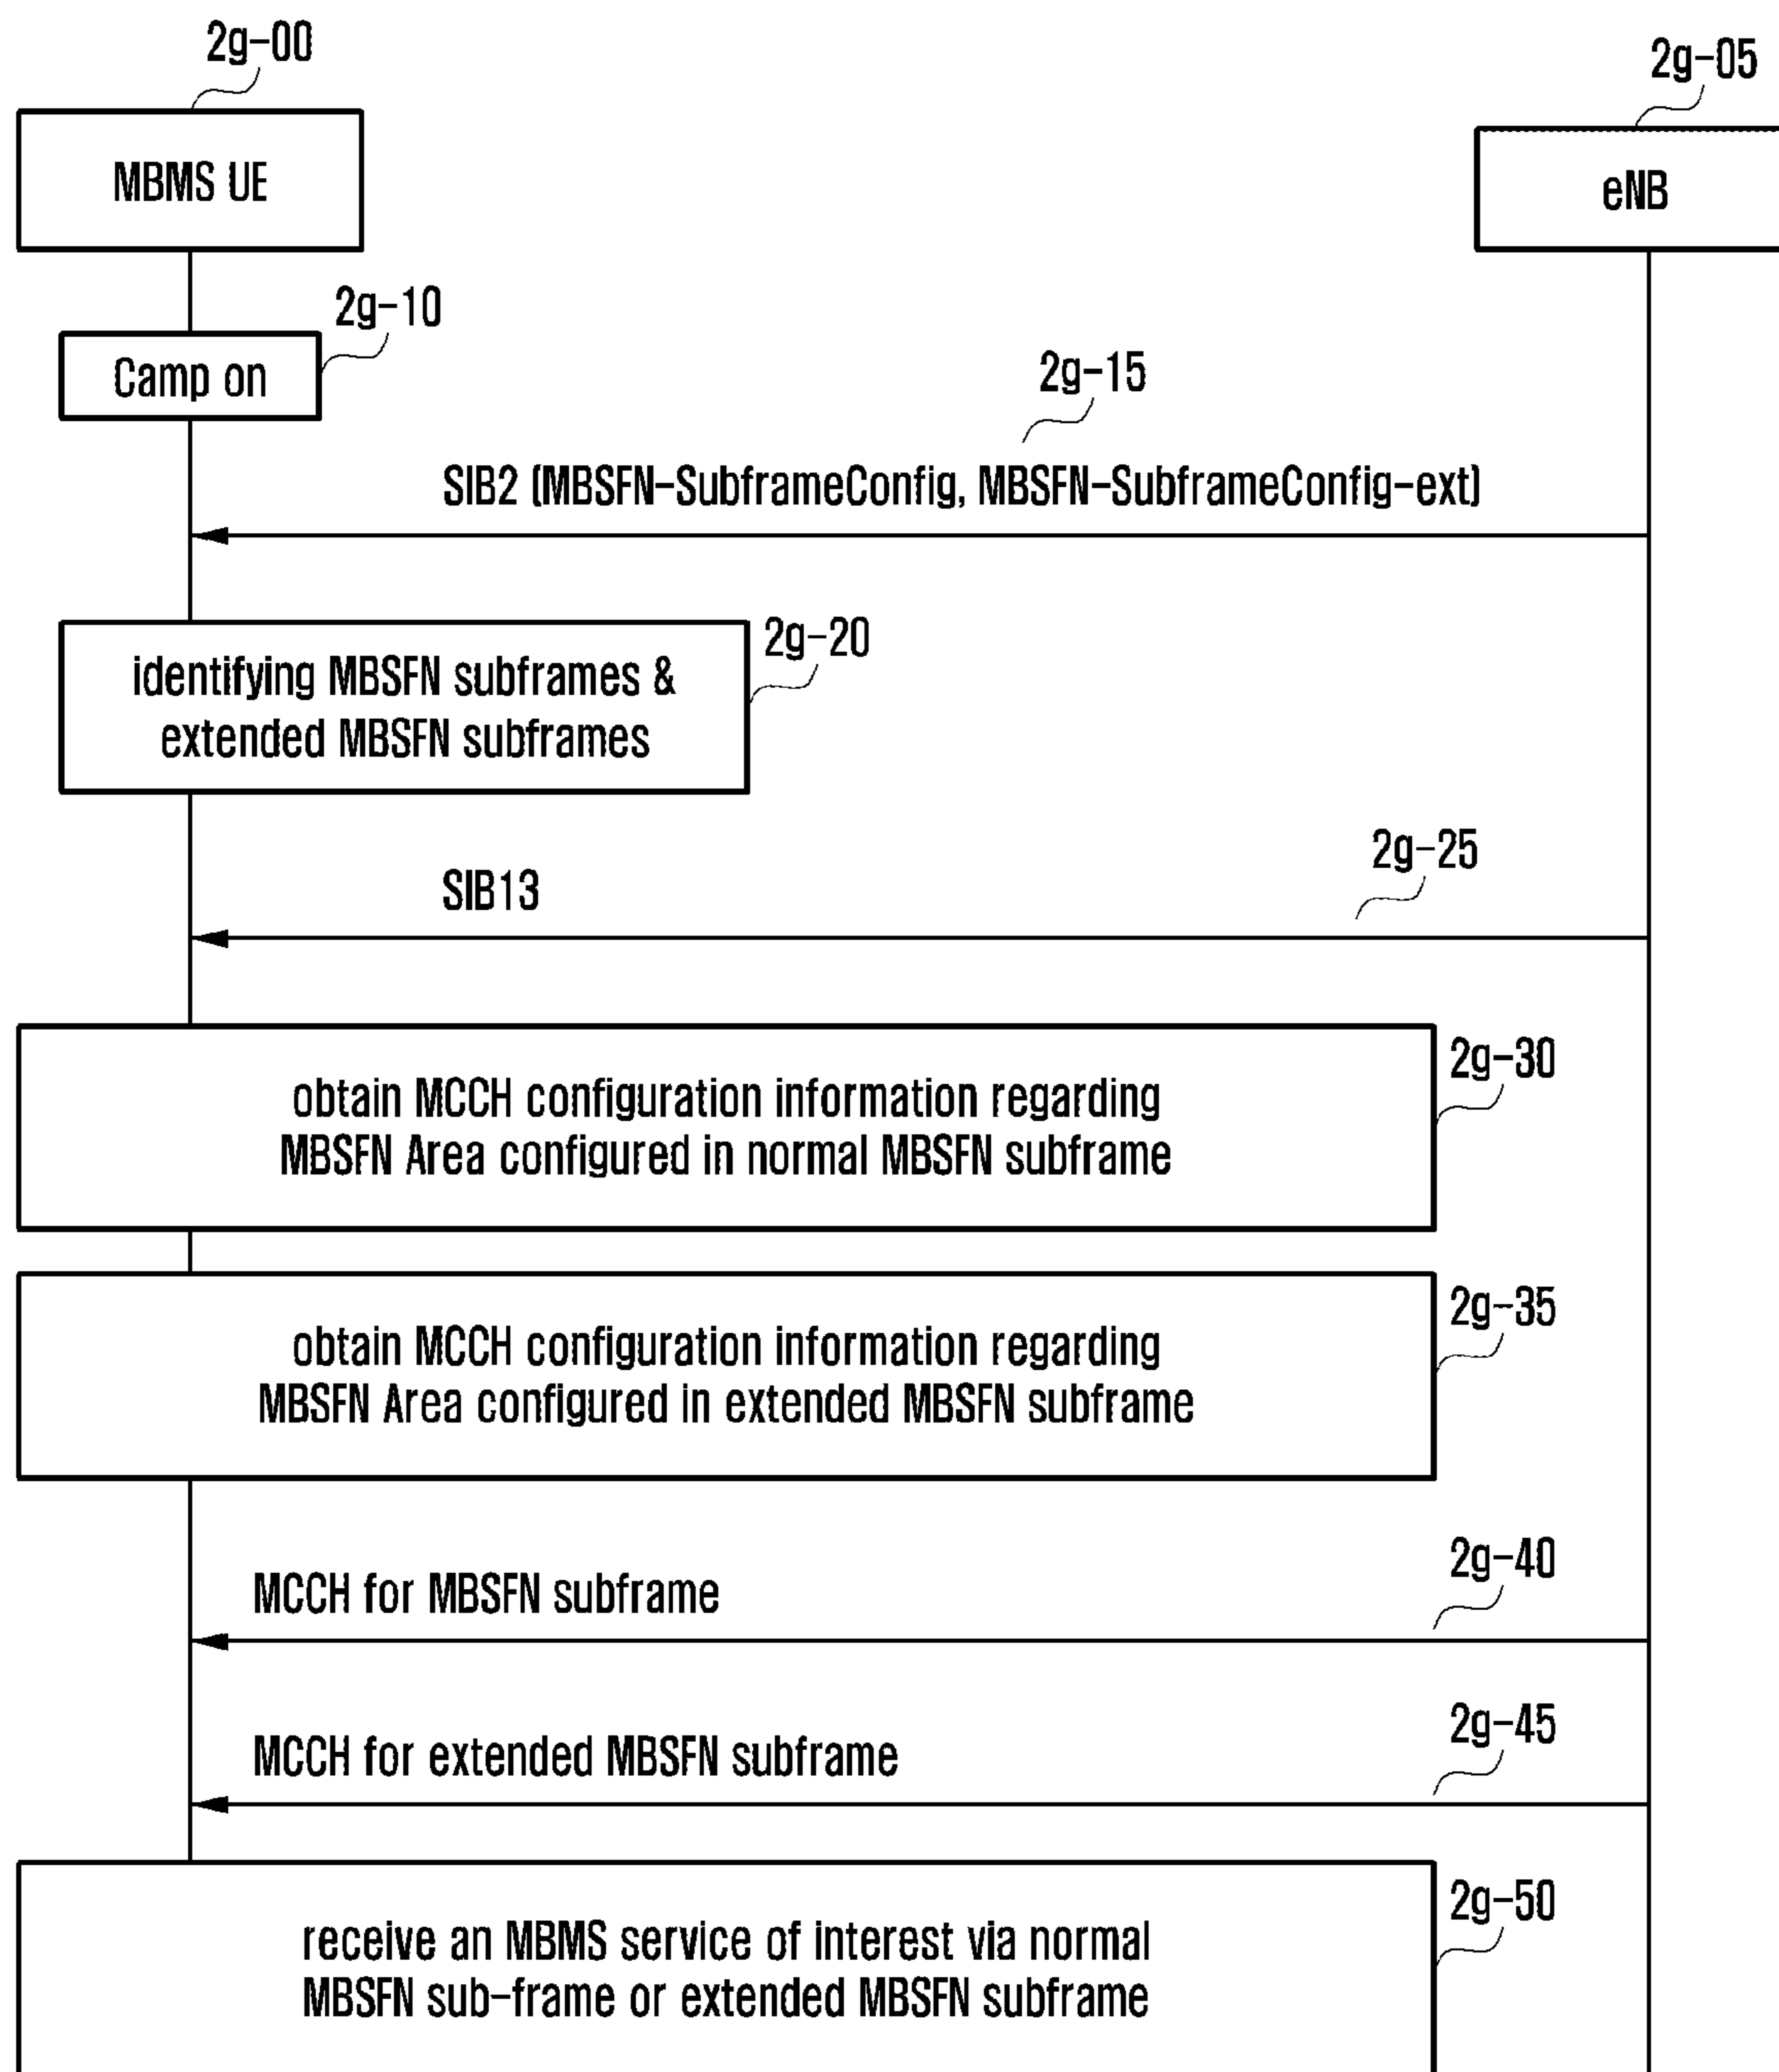 2g-00
2g-05
MBMS UE
eNB
2g-10
Camp on
2g-15
SIB2 (MBSFN-SubframeConfig, MBSFN-SubframeConfig-ext)
2g-20
identifying MBSFN subframes &
extended MBSFN subframes
2g-25
SIB13
2g-30
obtain MCCH configuration information regarding
MBSFN Area configured in normal MBSFN subframe
2g-35
obtain MCCH configuration information regarding
MBSFN Area configured in extended MBSFN subframe
2g-40
MCCH for MBSFN subframe
2g-45
MCCH for extended MBSFN subframe
2g-50
receive an MBMS service of interest via normal
MBSFN sub-frame or extended MBSFN subframe